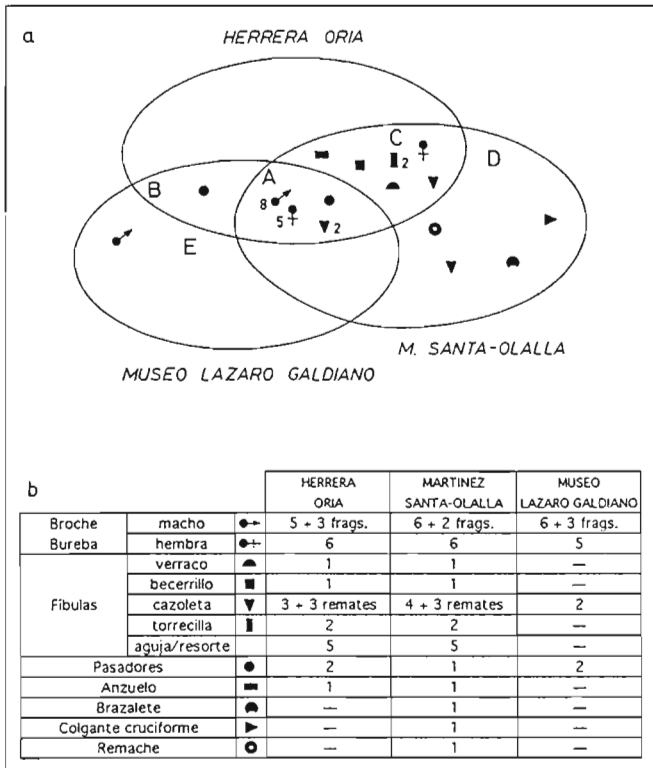 a
HERRERA ORIA
C
2
D
A
B
8
5
2
E
M. SANTA-OLALLA
MUSEO LAZARO GALDIANO
b
HERRERA ORIA MARTINEZ SANTA-OLALLA MUSEO LAZARO GALDIANO
Broche Bureba macho 5 + 3 frags. 6 + 2 frags. 6 + 3 frags.
hembra 6 6 5
Fíbulas verraco 1 1 —
becerrillo 1 1 —
cazoleta 3 + 3 remates 4 + 3 remates 2
torrecilla 2 2 —
aguja/resorte 5 5 —
Pasadores 2 1 2
Anzuelo 1 1 —
Brazalete — 1 —
Colgante cruciforme — 1 —
Remache — 1 —